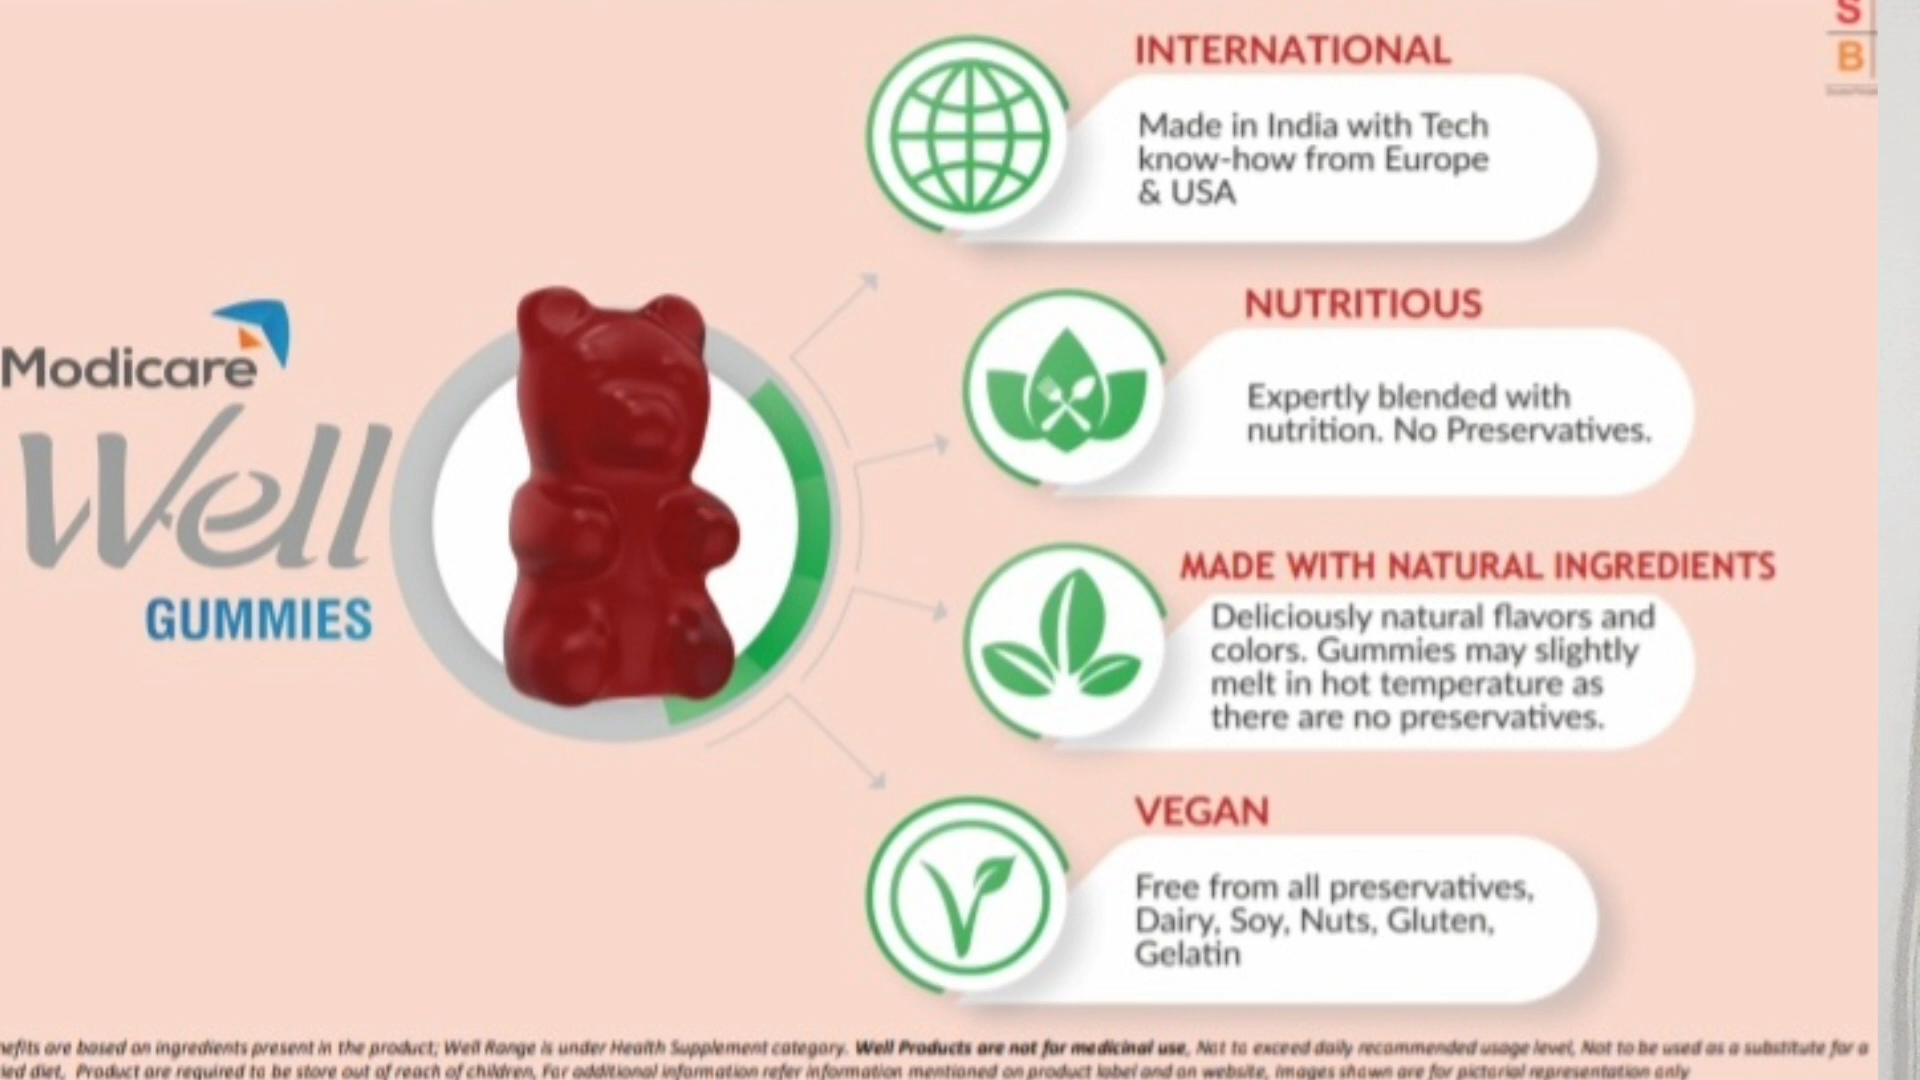 S
B
INTERNATIONAL
Made in India with Tech
know-how from Europe
& USA
Modicare
Well
GUMMIES
NUTRITIOUS
Expertly blended with
nutrition. No Preservatives.
MADE WITH NATURAL INGREDIENTS
Deliciously natural flavors and
colors. Gummies may slightly
melt in hot temperature as
there are no preservatives.
VEGAN
Free from all preservatives,
Dairy, Soy, Nuts, Gluten,
Gelatin
nefits are based on ingredients present in the product; Well Range is under Health Supplement category. Well Products are not for medicinal use, Not to exceed daily recommended usage level, Not to be used as a substitute for a
ied diet, Product are required to be store out of reach of children, For additional information refer information mentioned on product label and on website, Images shown are for pictorial representation only